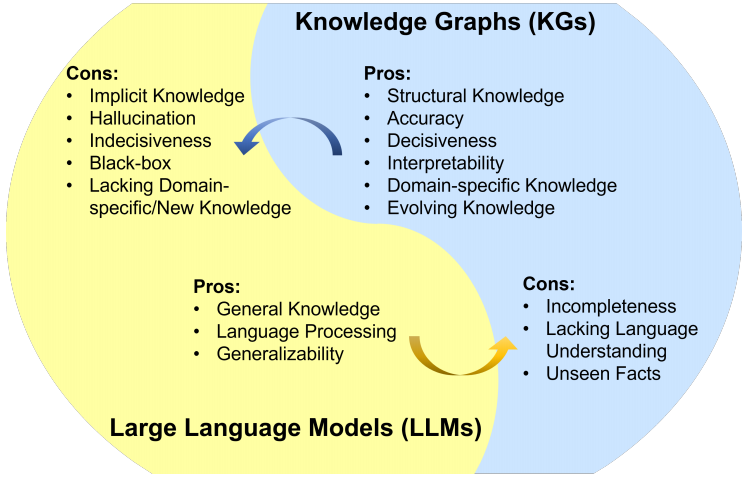 Knowledge Graphs (KGs)
Cons:
• Implicit Knowledge
• Hallucination
• Indecisiveness
• Black-box
• Lacking Domain-
specific/New Knowledge
Pros:
• Structural Knowledge
• Accuracy
• Decisiveness
• Interpretability
• Domain-specific Knowledge
• Evolving Knowledge
Pros:
• General Knowledge
• Language Processing
• Generalizability
Cons:
• Incompleteness
• Lacking Language
Understanding
• Unseen Facts
Large Language Models (LLMs)